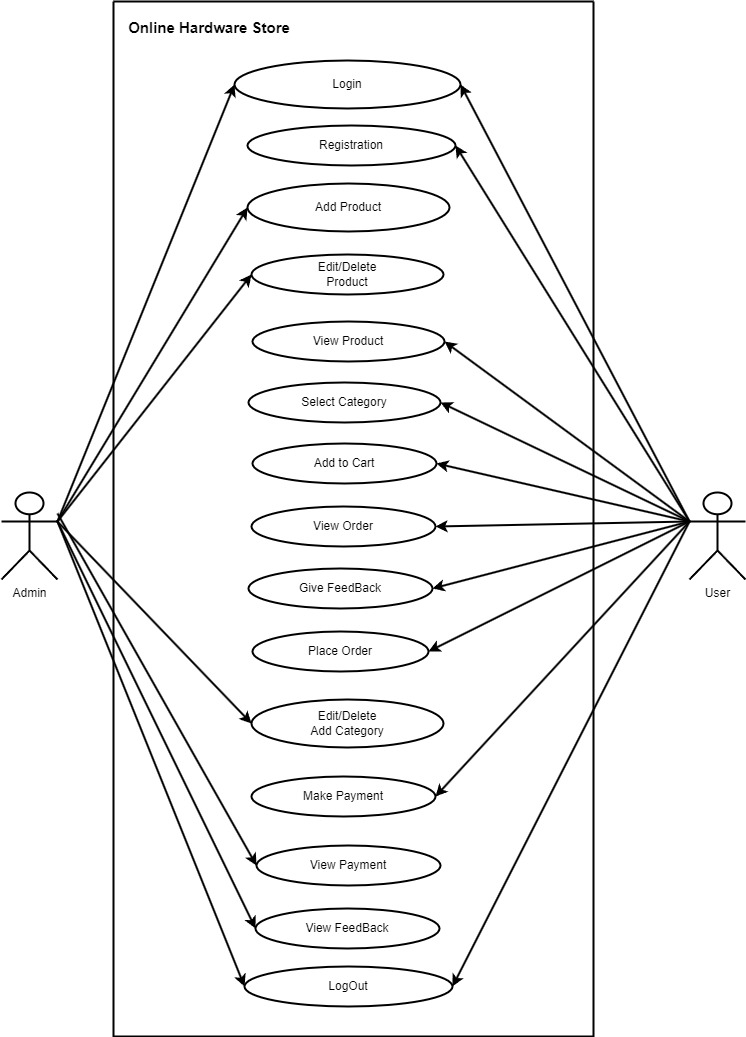 Online Hardware Store
Login
Registration
Add Product
Edit/Delete
Product
View Product
Select Category
Add to Cart
View Order
Admin
User
Give FeedBack
Place Order
Edit/Delete
Add Category
Make Payment
View Payment
View FeedBack
LogOut